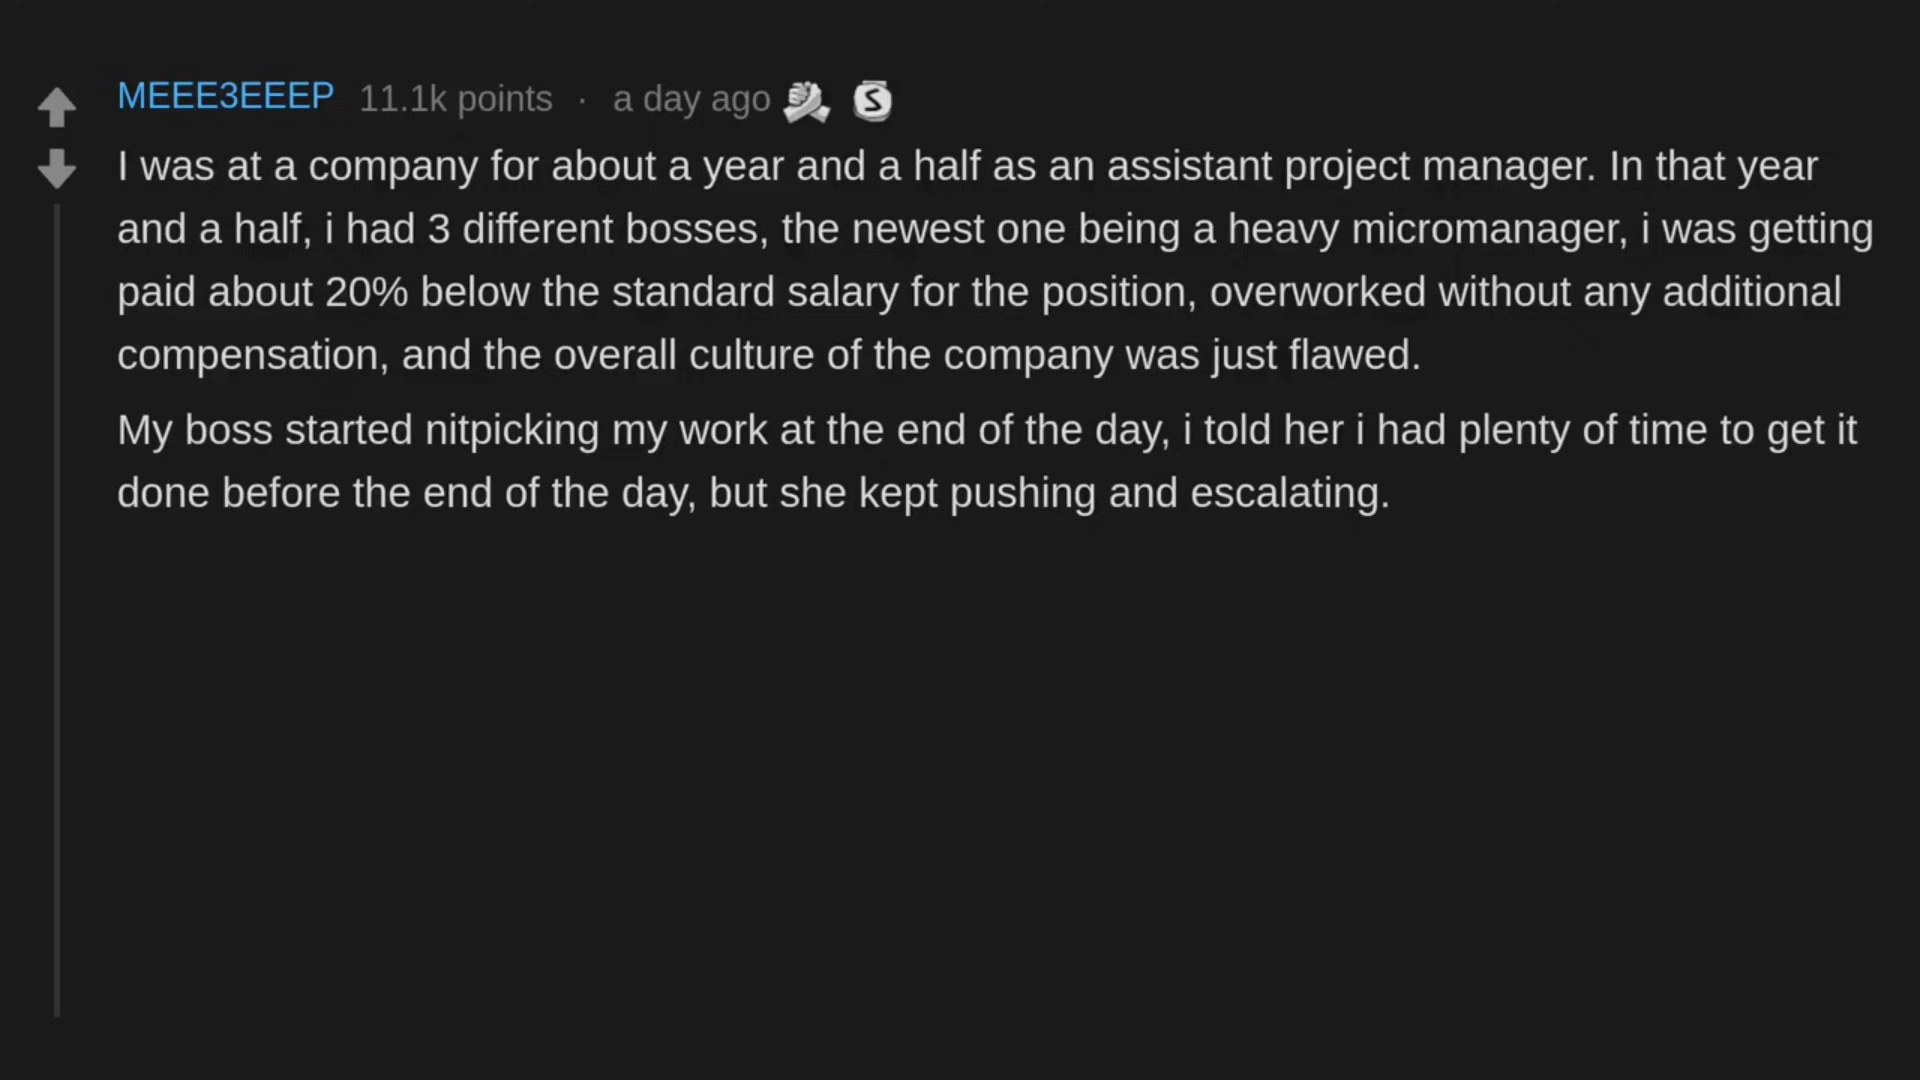 MEEE3EEEP 11.1k points · a day ago S
I was at a company for about a year and a half as an assistant project manager. In that year
and a half, i had 3 different bosses, the newest one being a heavy micromanager, i was getting
paid about 20% below the standard salary for the position, overworked without any additional
compensation, and the overall culture of the company was just flawed.
My boss started nitpicking my work at the end of the day, i told her i had plenty of time to get it
done before the end of the day, but she kept pushing and escalating.